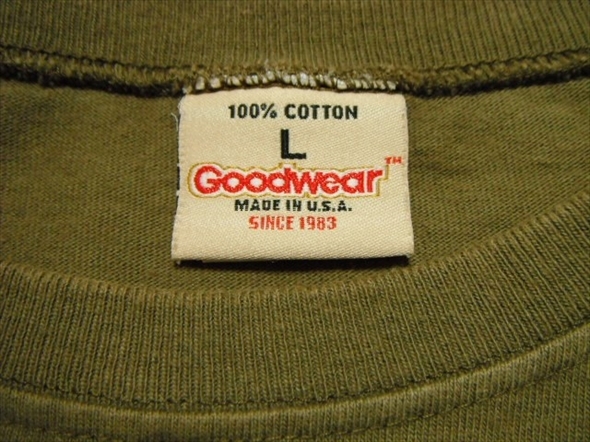 100% COTTON
L
Goodwear™
MADE IN U.S.A.
SINCE 1983